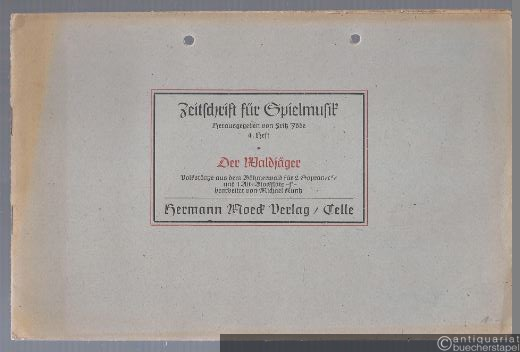 Zeitschrift für Spielmusik
Herausgegeben von Fritz Jöde
4. Heft
Der Waldjäger
Volkstänze aus dem Böhmerwald für 2 Sopran-c-
und 1 Alt-Blockflöte -f-
bearbeitet von Michael
Hermann Moeck Verlag / Celle
antiquariat
buecherstapel